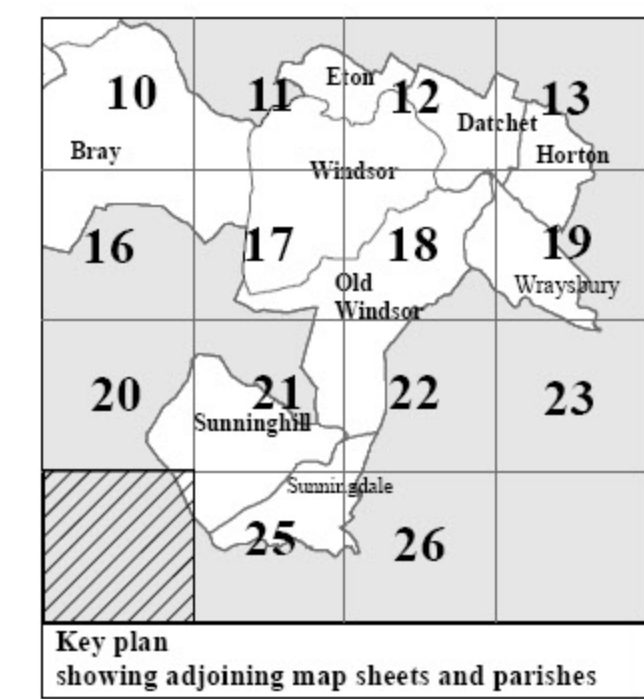 10
11
Eton
12
13
Datchet
Bray
Horton
Windsor
16
17
18
19
Old
Windsor
Wraysbury
20
21
22
23
Sunninghill
Sunningdale
25
26
Key plan
showing adjoining map sheets and parishes